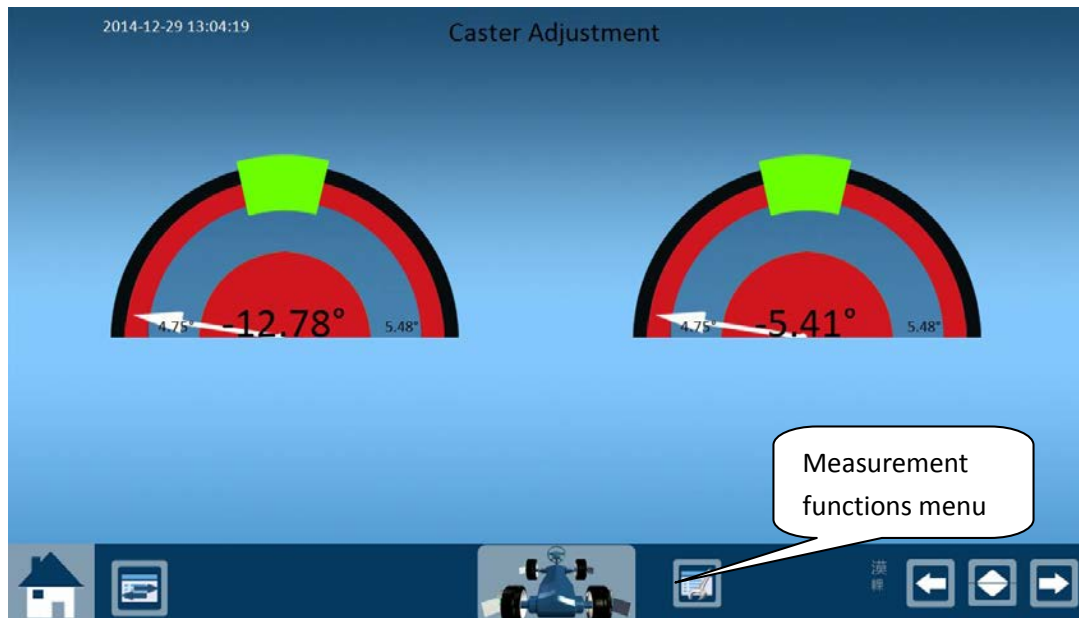 2014-12-29 13:04:19
Caster Adjustment
4.75° -12.78° 5.48°
4.75° -5.41° 5.48°
Measurement
functions menu